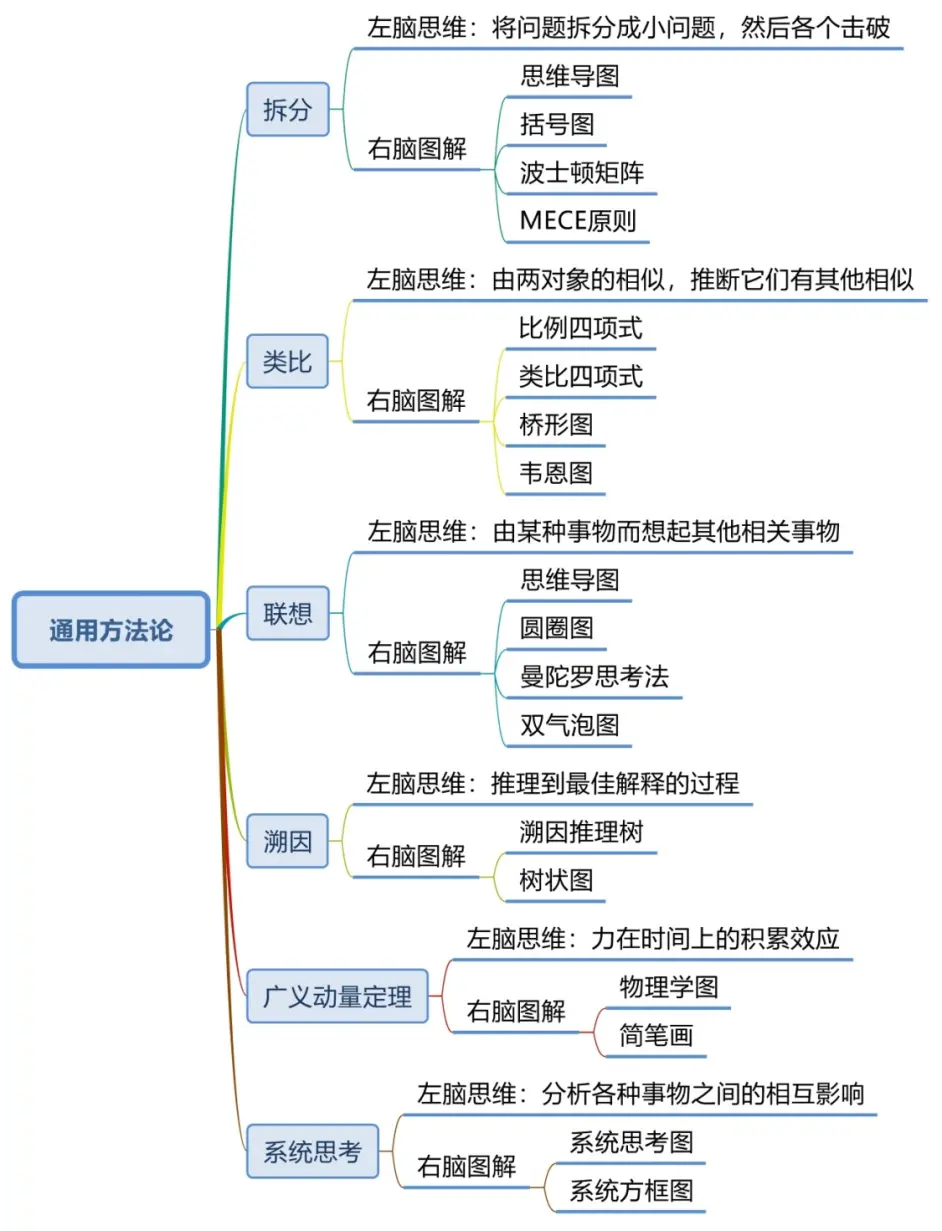 通用方法论
拆分
左脑思维：将问题拆分成小问题，然后各个击破
右脑图解
思维导图
括号图
波士顿矩阵
MECE原则
类比
左脑思维：由两对象的相似，推断它们有其他相似
右脑图解
比例四项式
类比四项式
桥形图
韦恩图
联想
左脑思维：由某种事物而想起其他相关事物
右脑图解
思维导图
圆圈图
曼陀罗思考法
双气泡图
溯因
左脑思维：推理到最佳解释的过程
右脑图解
溯因推理树
树状图
广义动量定理
左脑思维：力在时间上的积累效应
右脑图解
物理学图
简笔画
系统思考
左脑思维：分析各种事物之间的相互影响
右脑图解
系统思考图
系统方框图